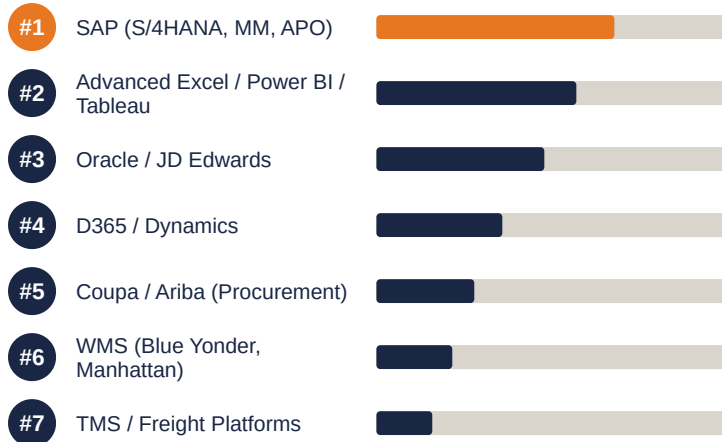 #1
SAP (S/4HANA, MM, APO)
#2
Advanced Excel / Power BI /
Tableau
#3
Oracle / JD Edwards
#4
D365 / Dynamics
#5
Coupa / Ariba (Procurement)
#6
WMS (Blue Yonder,
Manhattan)
#7
TMS / Freight Platforms